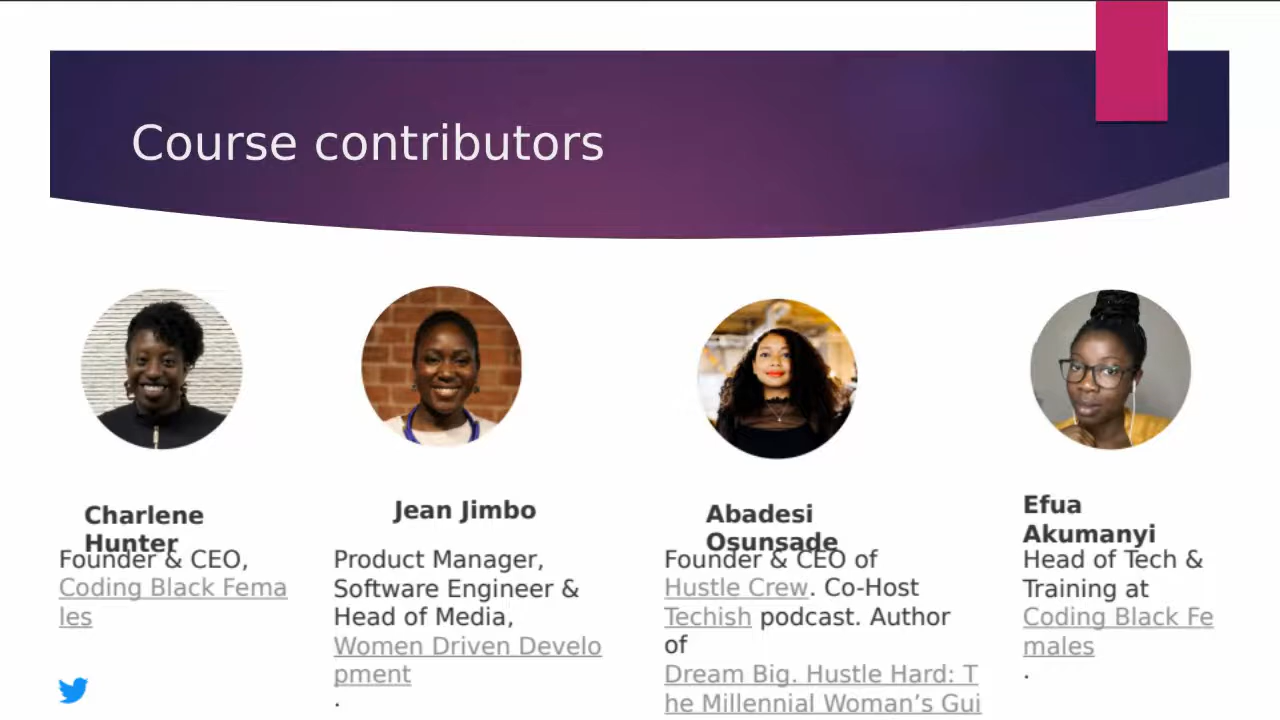 Course contributors
Charlene
Hunter
Founder & CEO,
Coding Black Fema
les
Jean Jimbo
Product Manager,
Software Engineer &
Head of Media,
Women Driven Develo
pment
.
Abadesi
Osunsade
Founder & CEO of
Hustle Crew. Co-Host
Techish podcast. Author
of
Dream Big. Hustle Hard: T
he Millennial Woman’s Gui
Efua
Akumanyi
Head of Tech &
Training at
Coding Black Fe
males
.